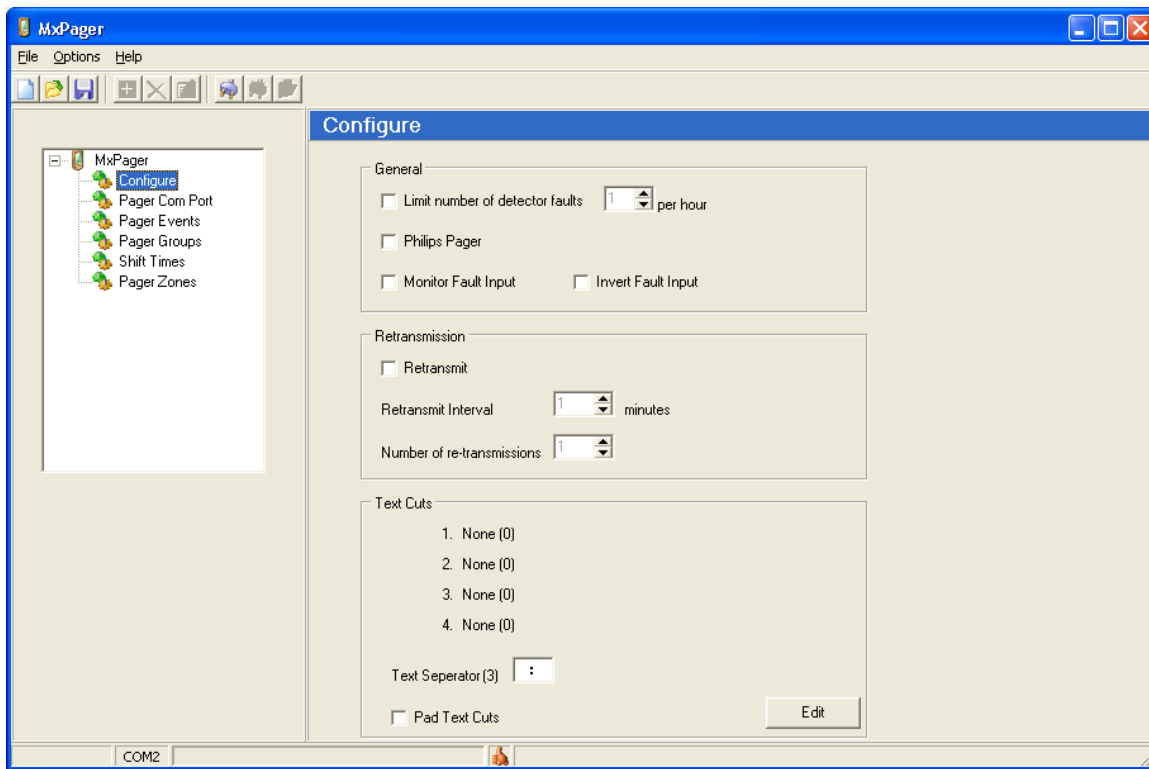 MxPager
File Options Help
Configure
MxPager
Configure
Pager Com Port
Pager Events
Pager Groups
Shift Times
Pager Zones
General
Limit number of detector faults 1 per hour
Philips Pager
Monitor Fault Input Invert Fault Input
Retransmission
Retransmit
Retransmit Interval 1 minutes
Number of re-transmissions 1
Text Cuts
1. None (0)
2. None (0)
3. None (0)
4. None (0)
Text Seperator (3) :
Pad Text Cuts Edit
COM2